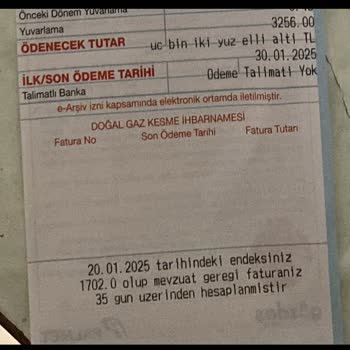 Önceki Dönem Yuvarlama
Yuvarlama 3256.00
ÖDENECEK TUTAR uc bin iki yuz elli alti TL
30.01.2025
İLK/SON ÖDEME TARİHİ
Talimatlı Banka Odeme Talimati Yok
e-Arşiv izni kapsamında elektronik ortamda iletilmiştir.
DOĞAL GAZ KESME İHBARNAMESİ
Fatura No Son Ödeme Tarihi Fatura Tutarı
20.01.2025 tarihindeki endeksiniz
1702.0 olup mevzuat geregi faturaniz
35 gun uzerinden hesaplanmistir